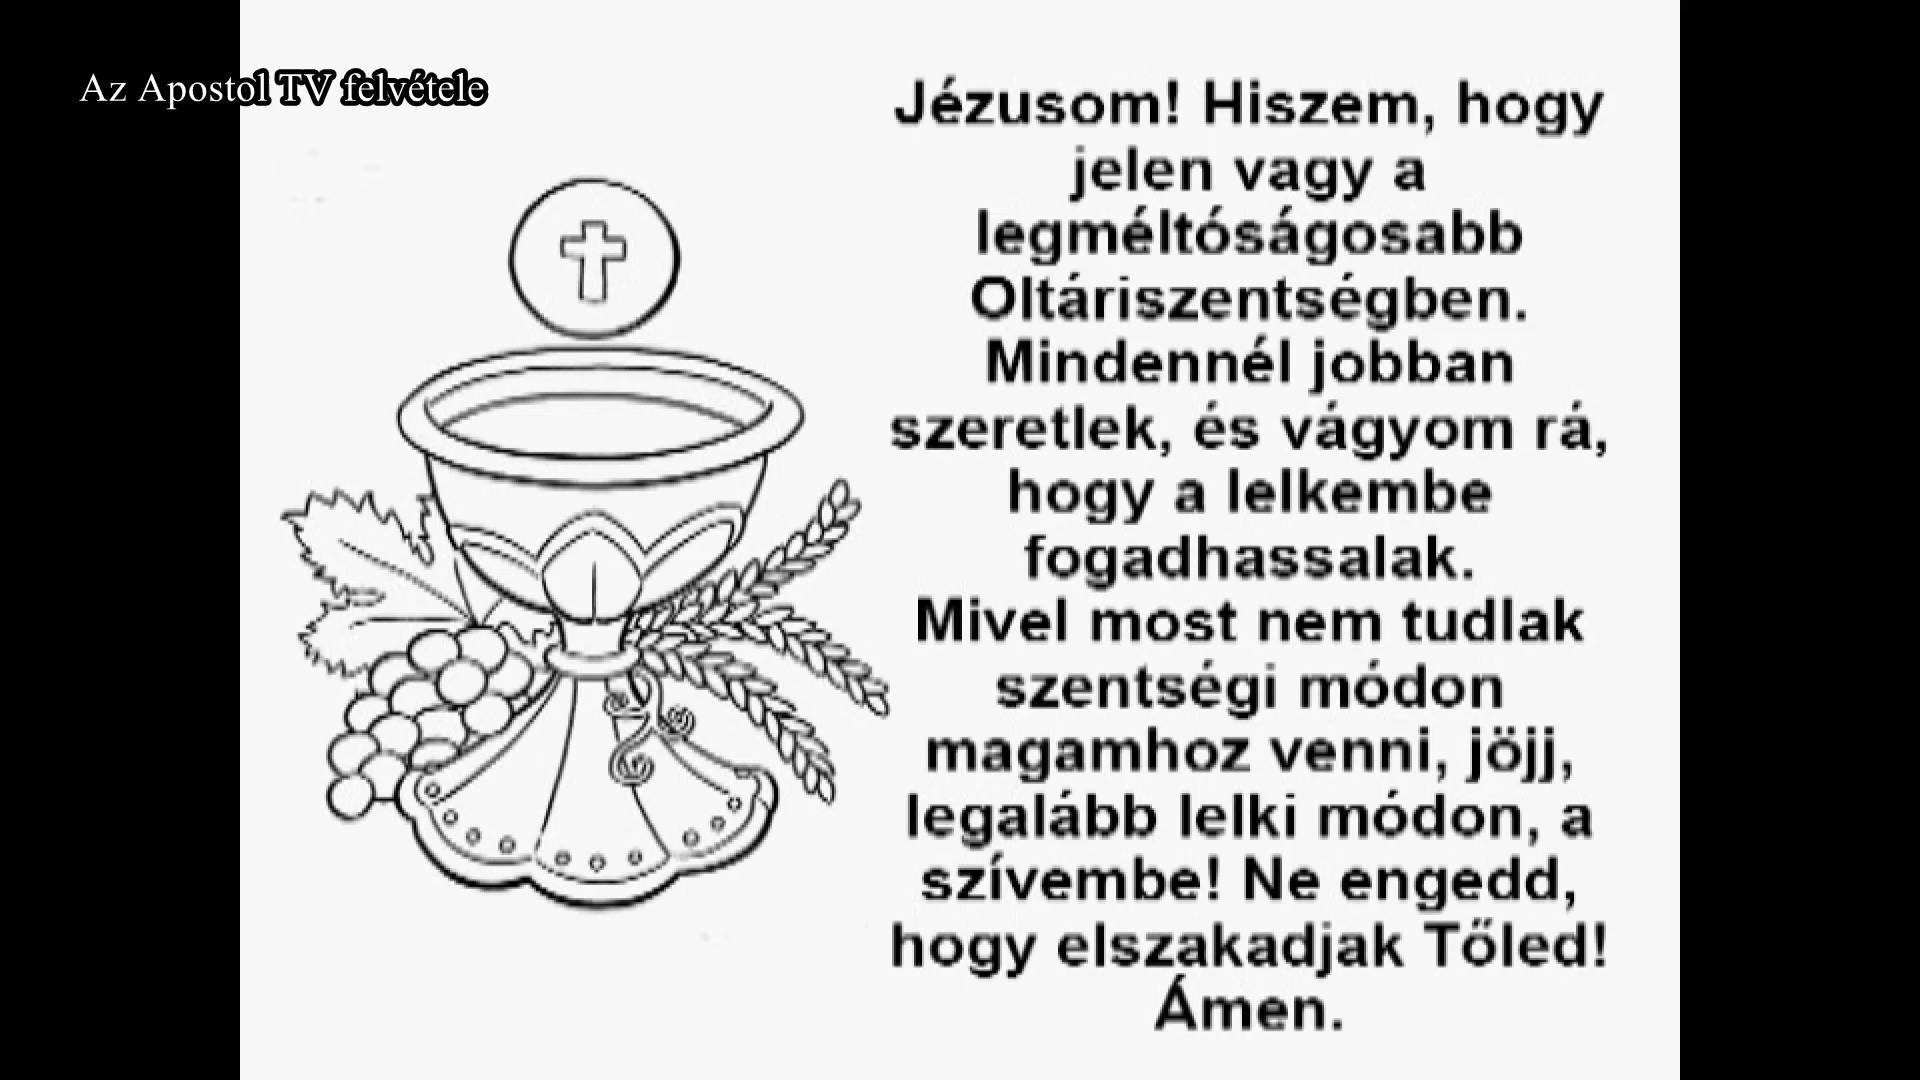 Az Apostol TV felvétele
Jézusom! Hiszem, hogy
jelen vagy a
legméltóságosabb
Oltáriszentségben.
Mindennél jobban
szeretlek, és vágyom rá,
hogy a lelkembe
fogadhassalak.
Mivel most nem tudlak
szentségi módon
magamhoz venni, jöjj,
legalább lelki módon, a
szívembe! Ne engedd,
hogy elszakadjak Tőled!
Ámen.